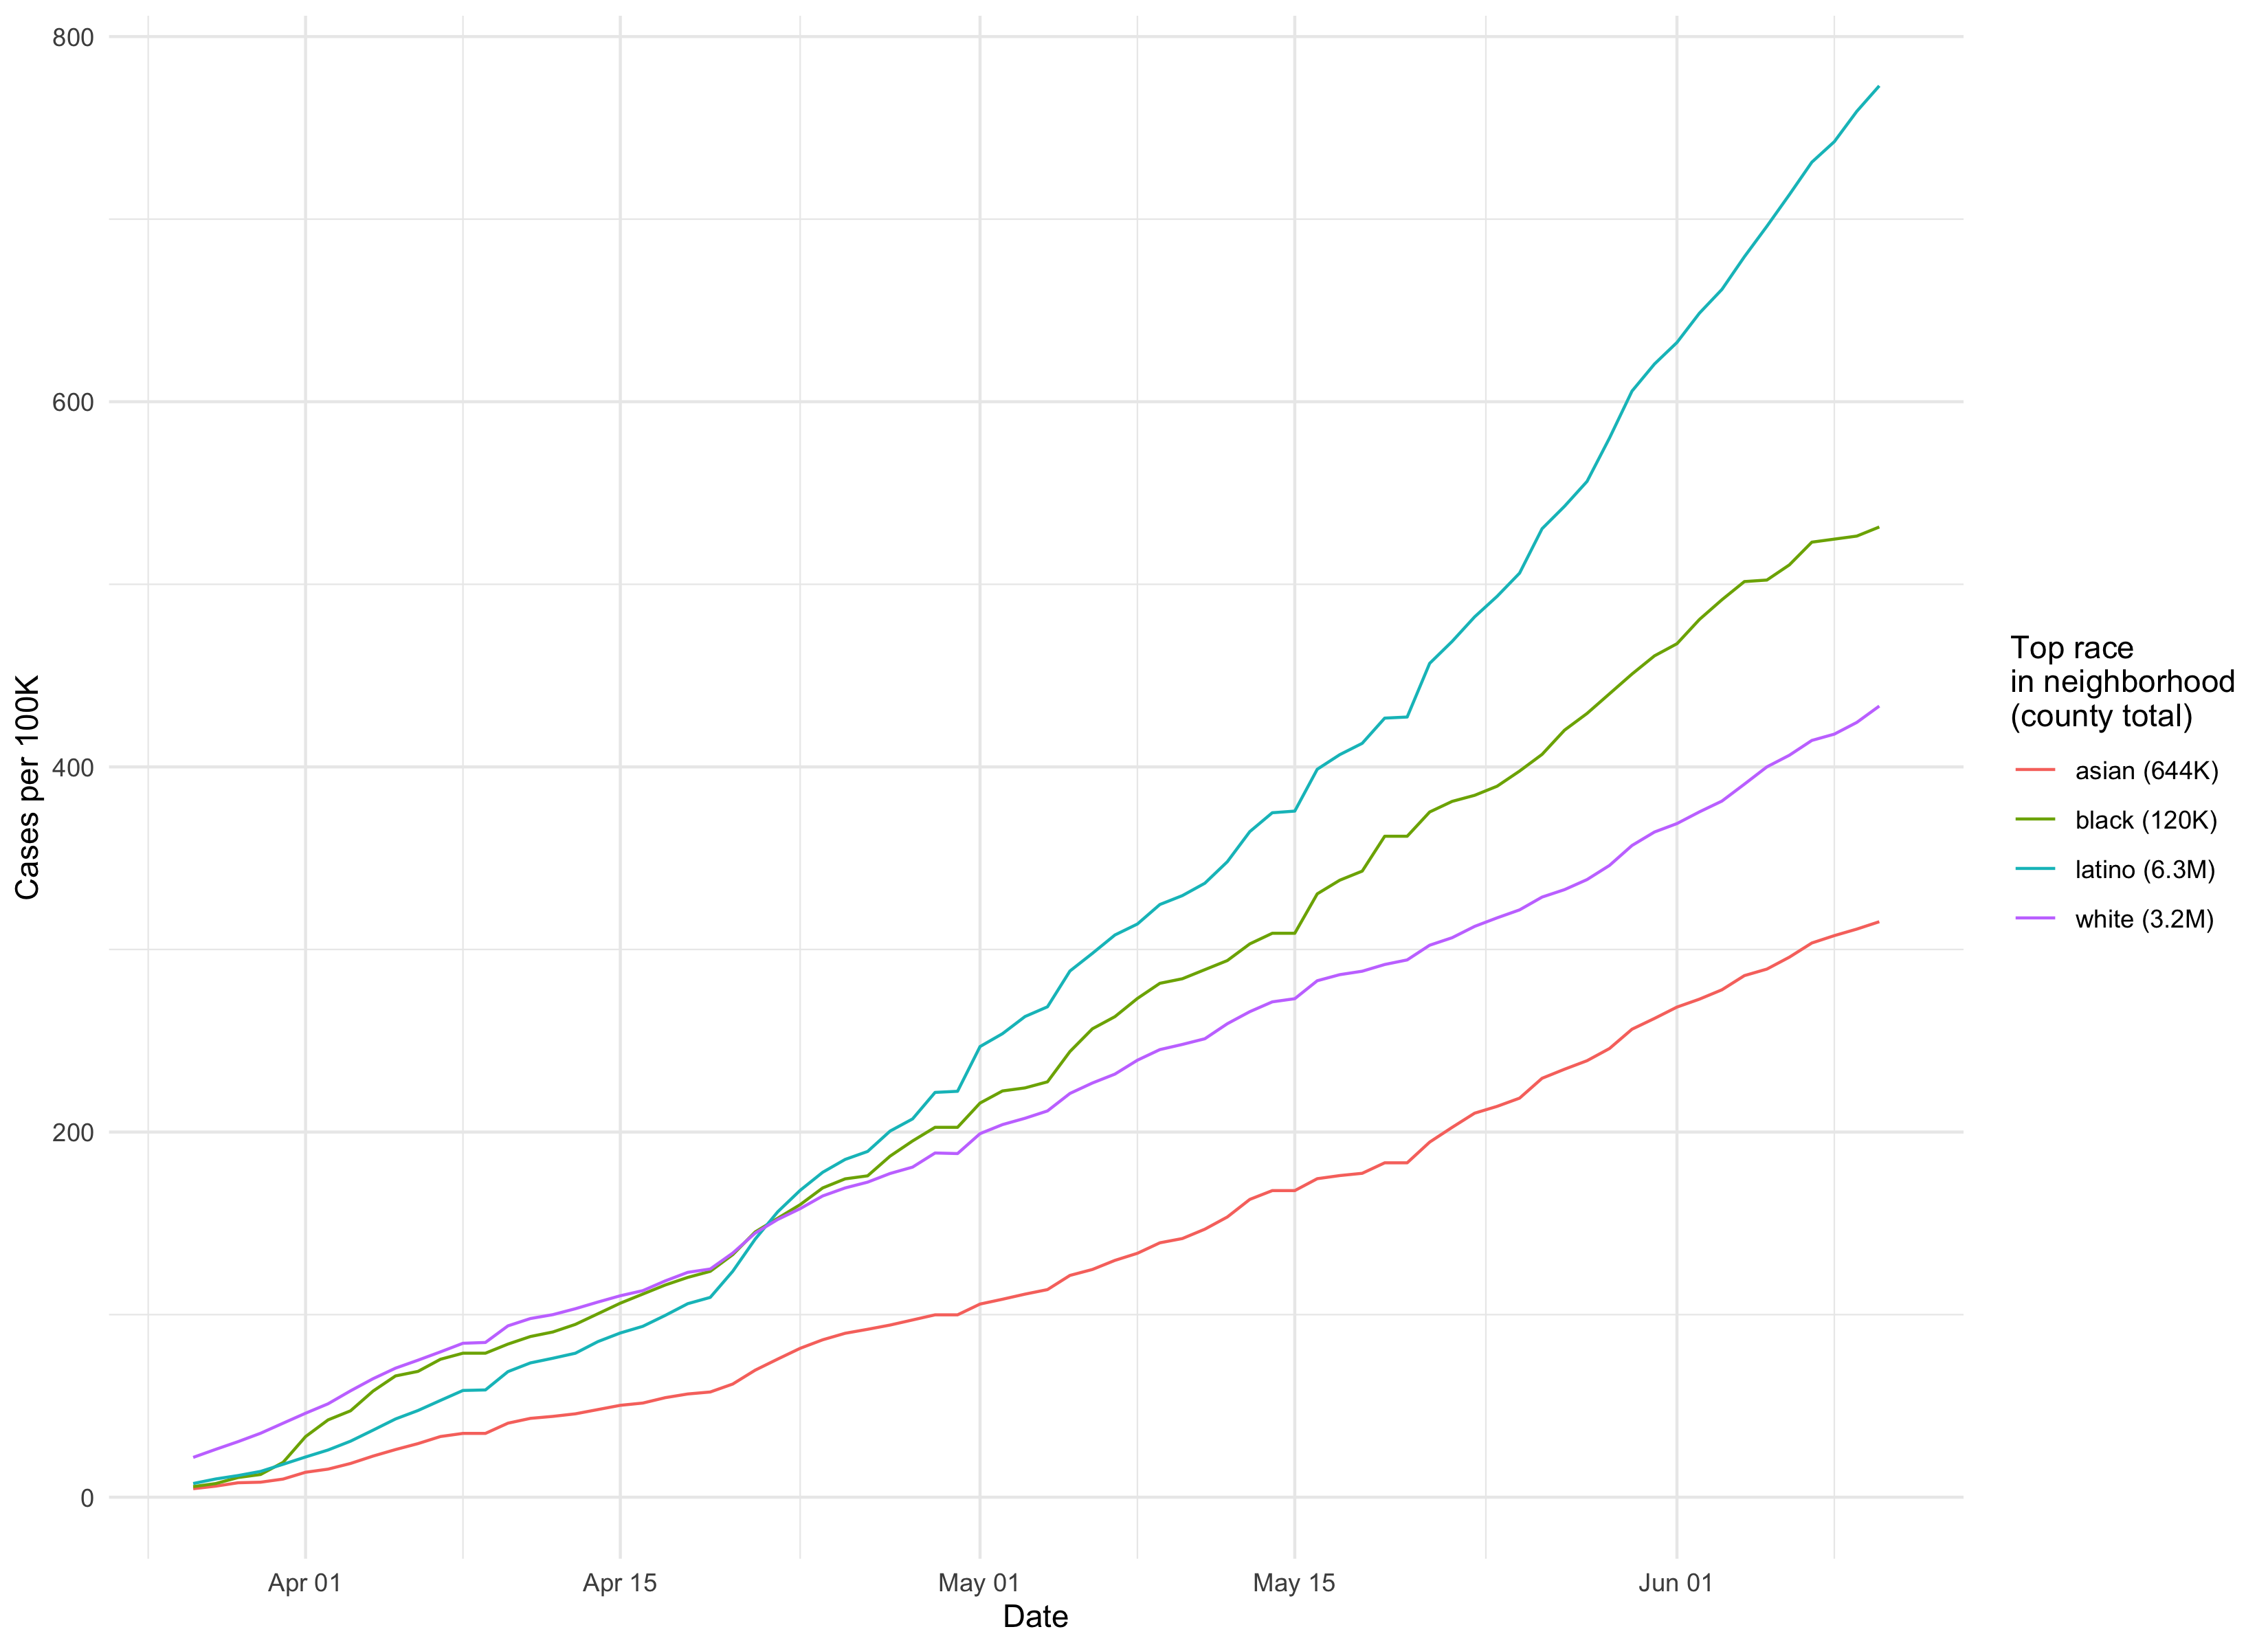 800
600
400
200
0
Cases per 100K
Apr 01
Apr 15
May 01
May 15
Jun 01
Date
Top race
in neighborhood
(county total)
asian (644K)
black (120K)
latino (6.3M)
white (3.2M)